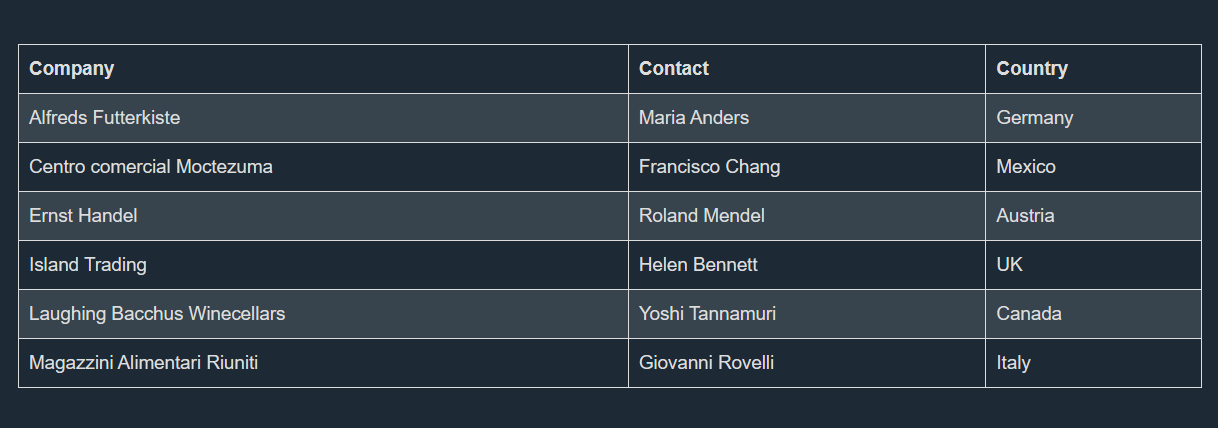 Company Contact Country
Alfreds Futterkiste Maria Anders Germany
Centro comercial Moctezuma Francisco Chang Mexico
Ernst Handel Roland Mendel Austria
Island Trading Helen Bennett UK
Laughing Bacchus Winecellars Yoshi Tannamuri Canada
Magazzini Alimentari Riuniti Giovanni Rovelli Italy